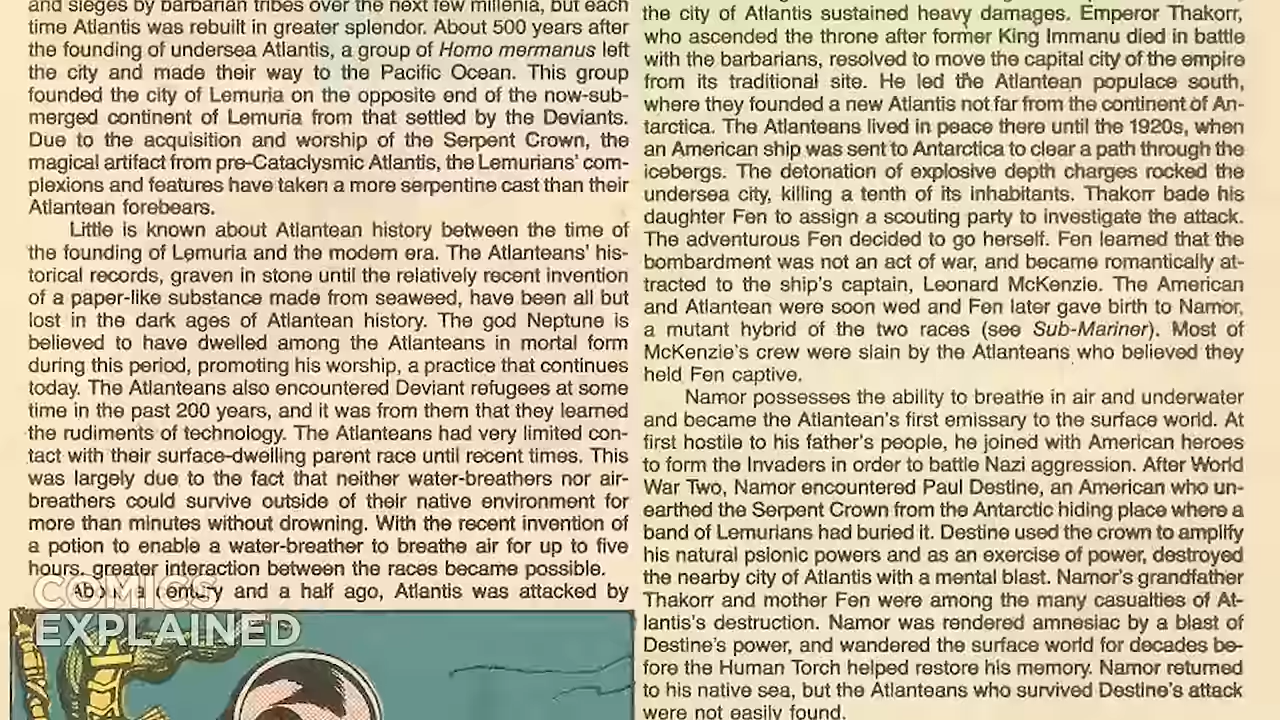 and sieges by barbarian tribes over the next few millenia, but each
time Atlantis was rebuilt in greater splendor. About 500 years after
the founding of undersea Atlantis, a group of Homo mermanus left
the city and made their way to the Pacific Ocean. This group
founded the city of Lemuria on the opposite end of the now-sub-
merged continent of Lemuria from that settled by the Deviants.
Due to the acquisition and worship of the Serpent Crown, the
magical artifact from pre-Cataclysmic Atlantis, the Lemurians' com-
plexions and features have taken a more serpentine cast than their
Atlantean forebears.
Little is known about Atlantean history between the time of
the founding of Lemuria and the modern era. The Atlanteans' his-
torical records, graven in stone until the relatively recent invention
of a paper-like substance made from seaweed, have been all but
lost in the dark ages of Atlantean history. The god Neptune is
believed to have dwelled among the Atlanteans in mortal form
during this period, promoting his worship, a practice that continues
today. The Atlanteans also encountered Deviant refugees at some
time in the past 200 years, and it was from them that they learned
the rudiments of technology. The Atlanteans had very limited con-
tact with their surface-dwelling parent race until recent times. This
was largely due to the fact that neither water-breathers nor air-
breathers could survive outside of their native environment for
more than minutes without drowning. With the recent invention of
a potion to enable a water-breather to breathe air for up to five
hours, greater interaction between the races became possible.
About a century and a half ago, Atlantis was attacked by
the city of Atlantis sustained heavy damages. Emperor Thakorr,
who ascended the throne after former King Immanu died in battle
with the barbarians, resolved to move the capital city of the empire
from its traditional site. He led the Atlantean populace south,
where they founded a new Atlantis not far from the continent of An-
tarctica. The Atlanteans lived in peace there until the 1920s, when
an American ship was sent to Antarctica to clear a path through the
icebergs. The detonation of explosive depth charges rocked the
undersea city, killing a tenth of its inhabitants. Thakorr bade his
daughter Fen to assign a scouting party to investigate the attack.
The adventurous Fen decided to go herself. Fen learned that the
bombardment was not an act of war, and became romantically at-
tracted to the ship's captain, Leonard McKenzie. The American
and Atlantean were soon wed and Fen later gave birth to Namor,
a mutant hybrid of the two races (see Sub-Mariner). Most of
McKenzie's crew were slain by the Atlanteans who believed they
held Fen captive.
Namor possesses the ability to breathe in air and underwater
and became the Atlantean's first emissary to the surface world. At
first hostile to his father's people, he joined with American heroes
to form the Invaders in order to battle Nazi aggression. After World
War Two, Namor encountered Paul Destine, an American who un-
earthed the Serpent Crown from the Antarctic hiding place where a
band of Lemurians had buried it. Destine used the crown to amplify
his natural psionic powers and as an exercise of power, destroyed
the nearby city of Atlantis with a mental blast. Namor's grandfather
Thakorr and mother Fen were among the many casualties of At-
lantis's destruction. Namor was rendered amnesiac by a blast of
Destine's power, and wandered the surface world for decades be-
fore the Human Torch helped restore his memory. Namor returned
to his native sea, but the Atlanteans who survived Destine's attack
were not easily found.
COMICS
EXPLAINED